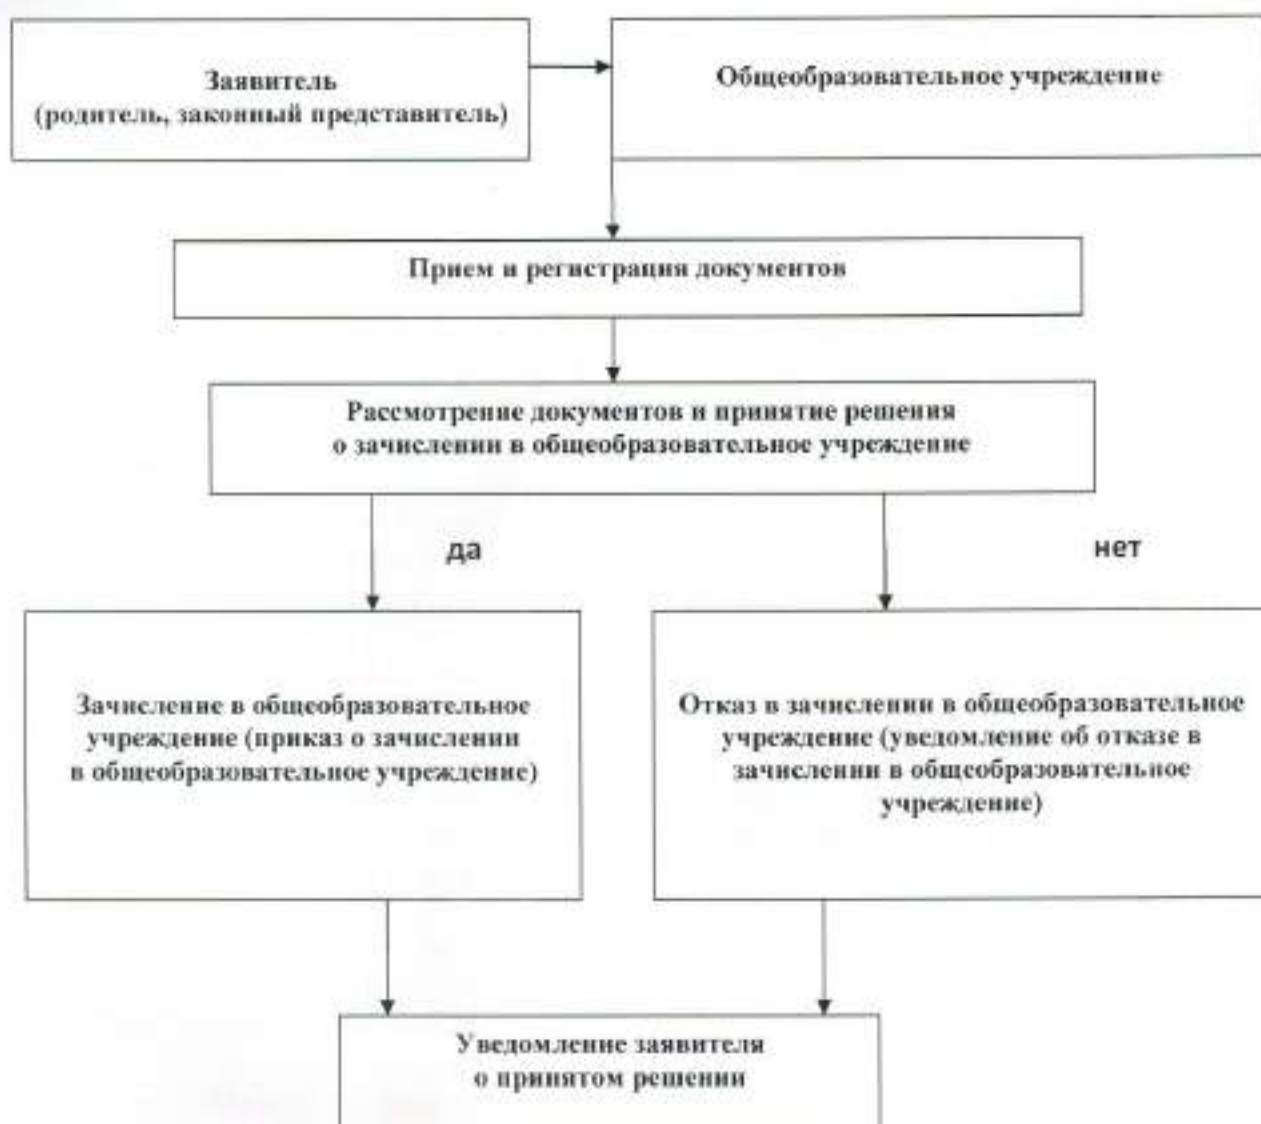 Заявитель
(родитель, законный представитель)
Общеобразовательное учреждение
Прием и регистрация документов
Рассмотрение документов и принятие решения
о зачислении в общеобразовательное учреждение
да
нет
Зачисление в общеобразовательное
учреждение (приказ о зачислении
в общеобразовательное учреждение)
Отказ в зачислении в общеобразовательное
учреждение (уведомление об отказе в
зачислении в общеобразовательное
учреждение)
Уведомление заявителя
о принятом решении